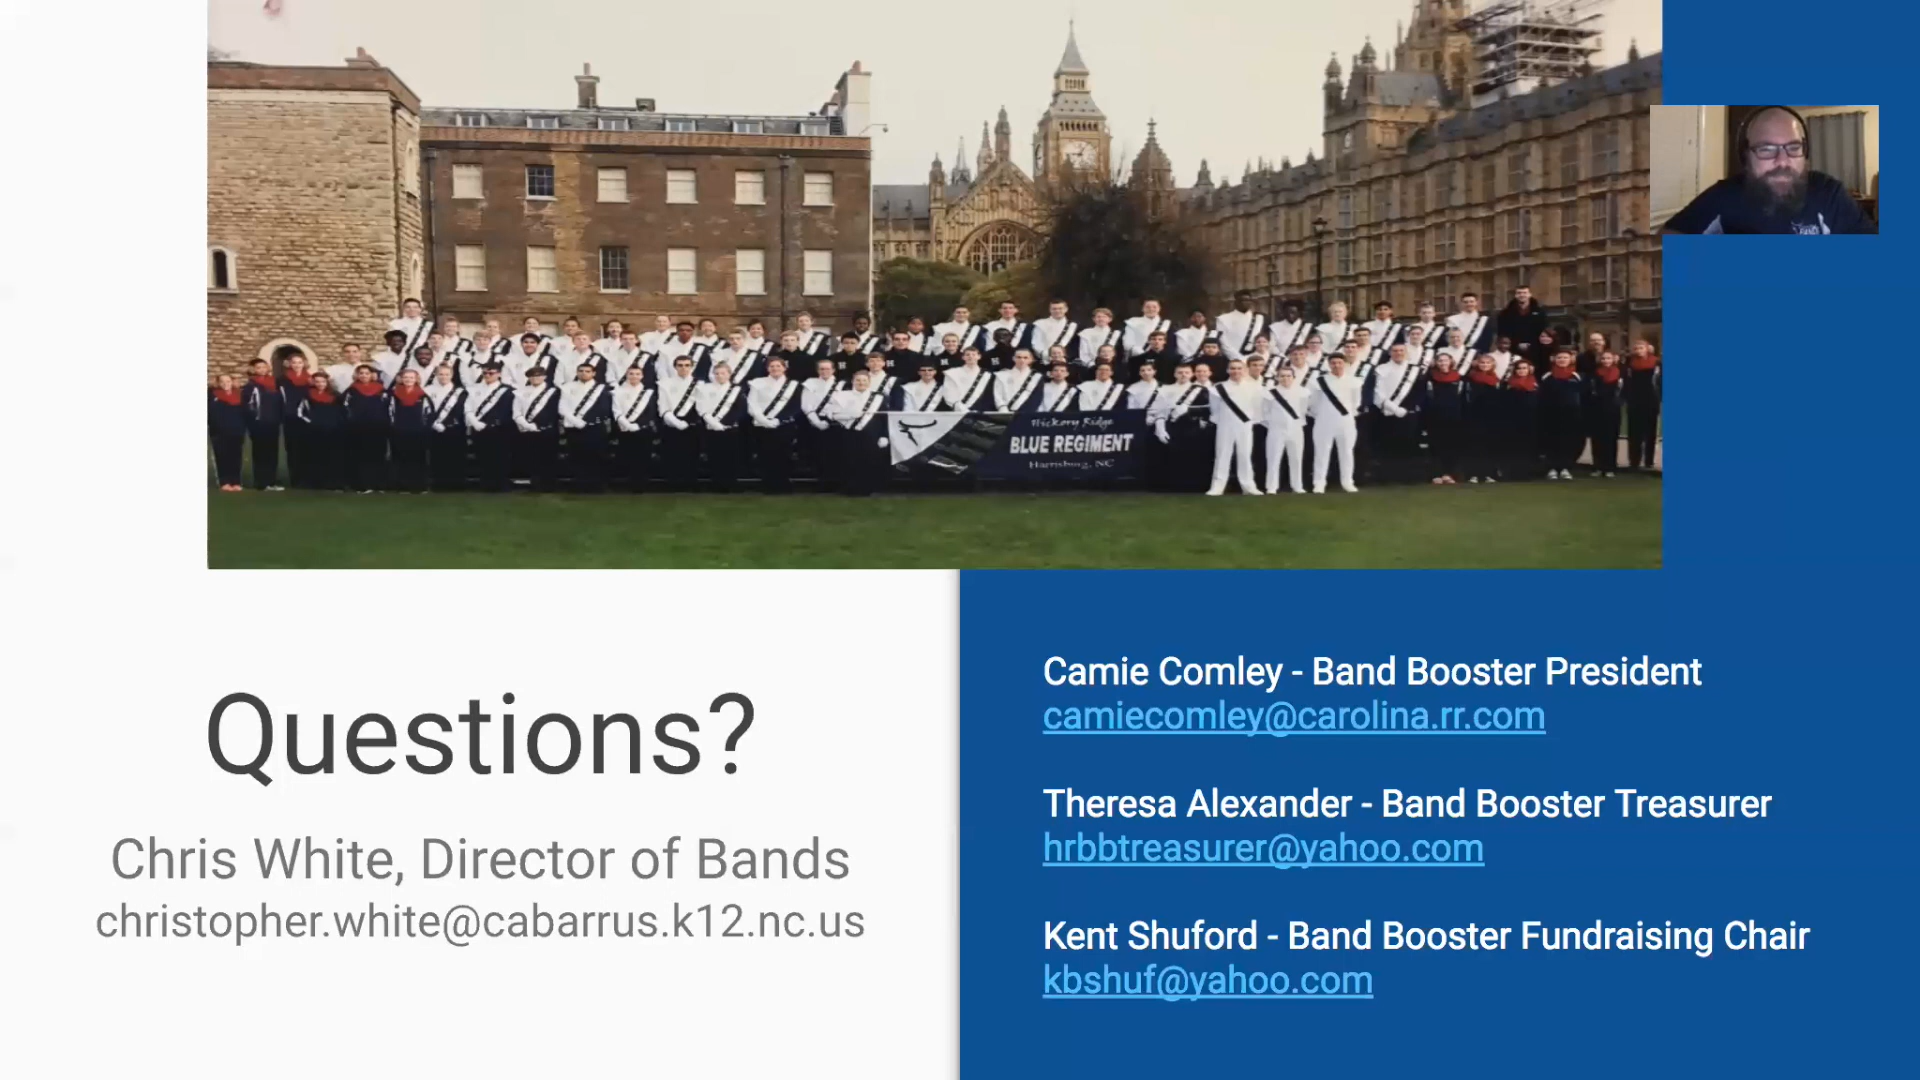 Hickory Ridge
BLUE REGIMENT
Harrisburg, NC
Questions?
Chris White, Director of Bands
christopher.white@cabarrus.k12.nc.us
Camie Comley - Band Booster President
camiecomley@carolina.rr.com
Theresa Alexander - Band Booster Treasurer
hrbbtreasurer@yahoo.com
Kent Shuford - Band Booster Fundraising Chair
kbshuf@yahoo.com